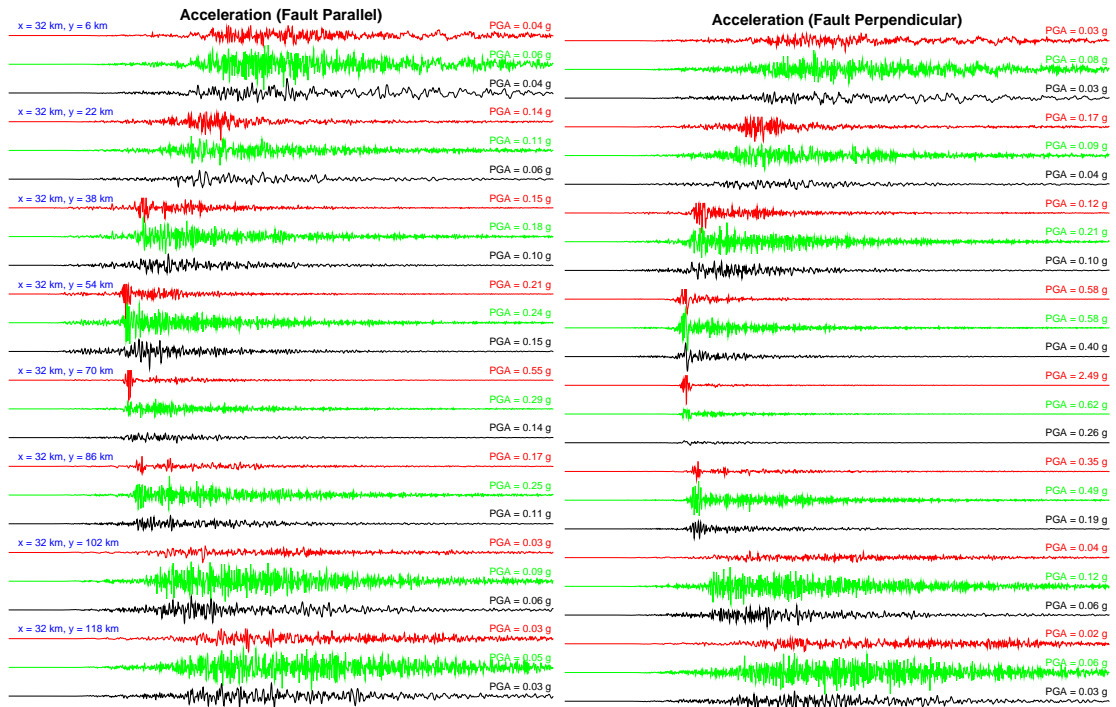 Acceleration (Fault Parallel)
x = 32 km, y = 6 km
PGA = 0.04 g
PGA = 0.06 g
PGA = 0.04 g
x = 32 km, y = 22 km
PGA = 0.14 g
PGA = 0.11 g
PGA = 0.06 g
x = 32 km, y = 38 km
PGA = 0.15 g
PGA = 0.18 g
PGA = 0.10 g
x = 32 km, y = 54 km
PGA = 0.21 g
PGA = 0.24 g
PGA = 0.15 g
x = 32 km, y = 70 km
PGA = 0.55 g
PGA = 0.29 g
PGA = 0.14 g
x = 32 km, y = 86 km
PGA = 0.17 g
PGA = 0.25 g
PGA = 0.11 g
x = 32 km, y = 102 km
PGA = 0.03 g
PGA = 0.09 g
PGA = 0.06 g
x = 32 km, y = 118 km
PGA = 0.03 g
PGA = 0.05 g
PGA = 0.03 g
Acceleration (Fault Perpendicular)
PGA = 0.03 g
PGA = 0.08 g
PGA = 0.03 g
PGA = 0.17 g
PGA = 0.09 g
PGA = 0.04 g
PGA = 0.12 g
PGA = 0.21 g
PGA = 0.10 g
PGA = 0.58 g
PGA = 0.58 g
PGA = 0.40 g
PGA = 2.49 g
PGA = 0.62 g
PGA = 0.26 g
PGA = 0.35 g
PGA = 0.49 g
PGA = 0.19 g
PGA = 0.04 g
PGA = 0.12 g
PGA = 0.06 g
PGA = 0.02 g
PGA = 0.06 g
PGA = 0.03 g